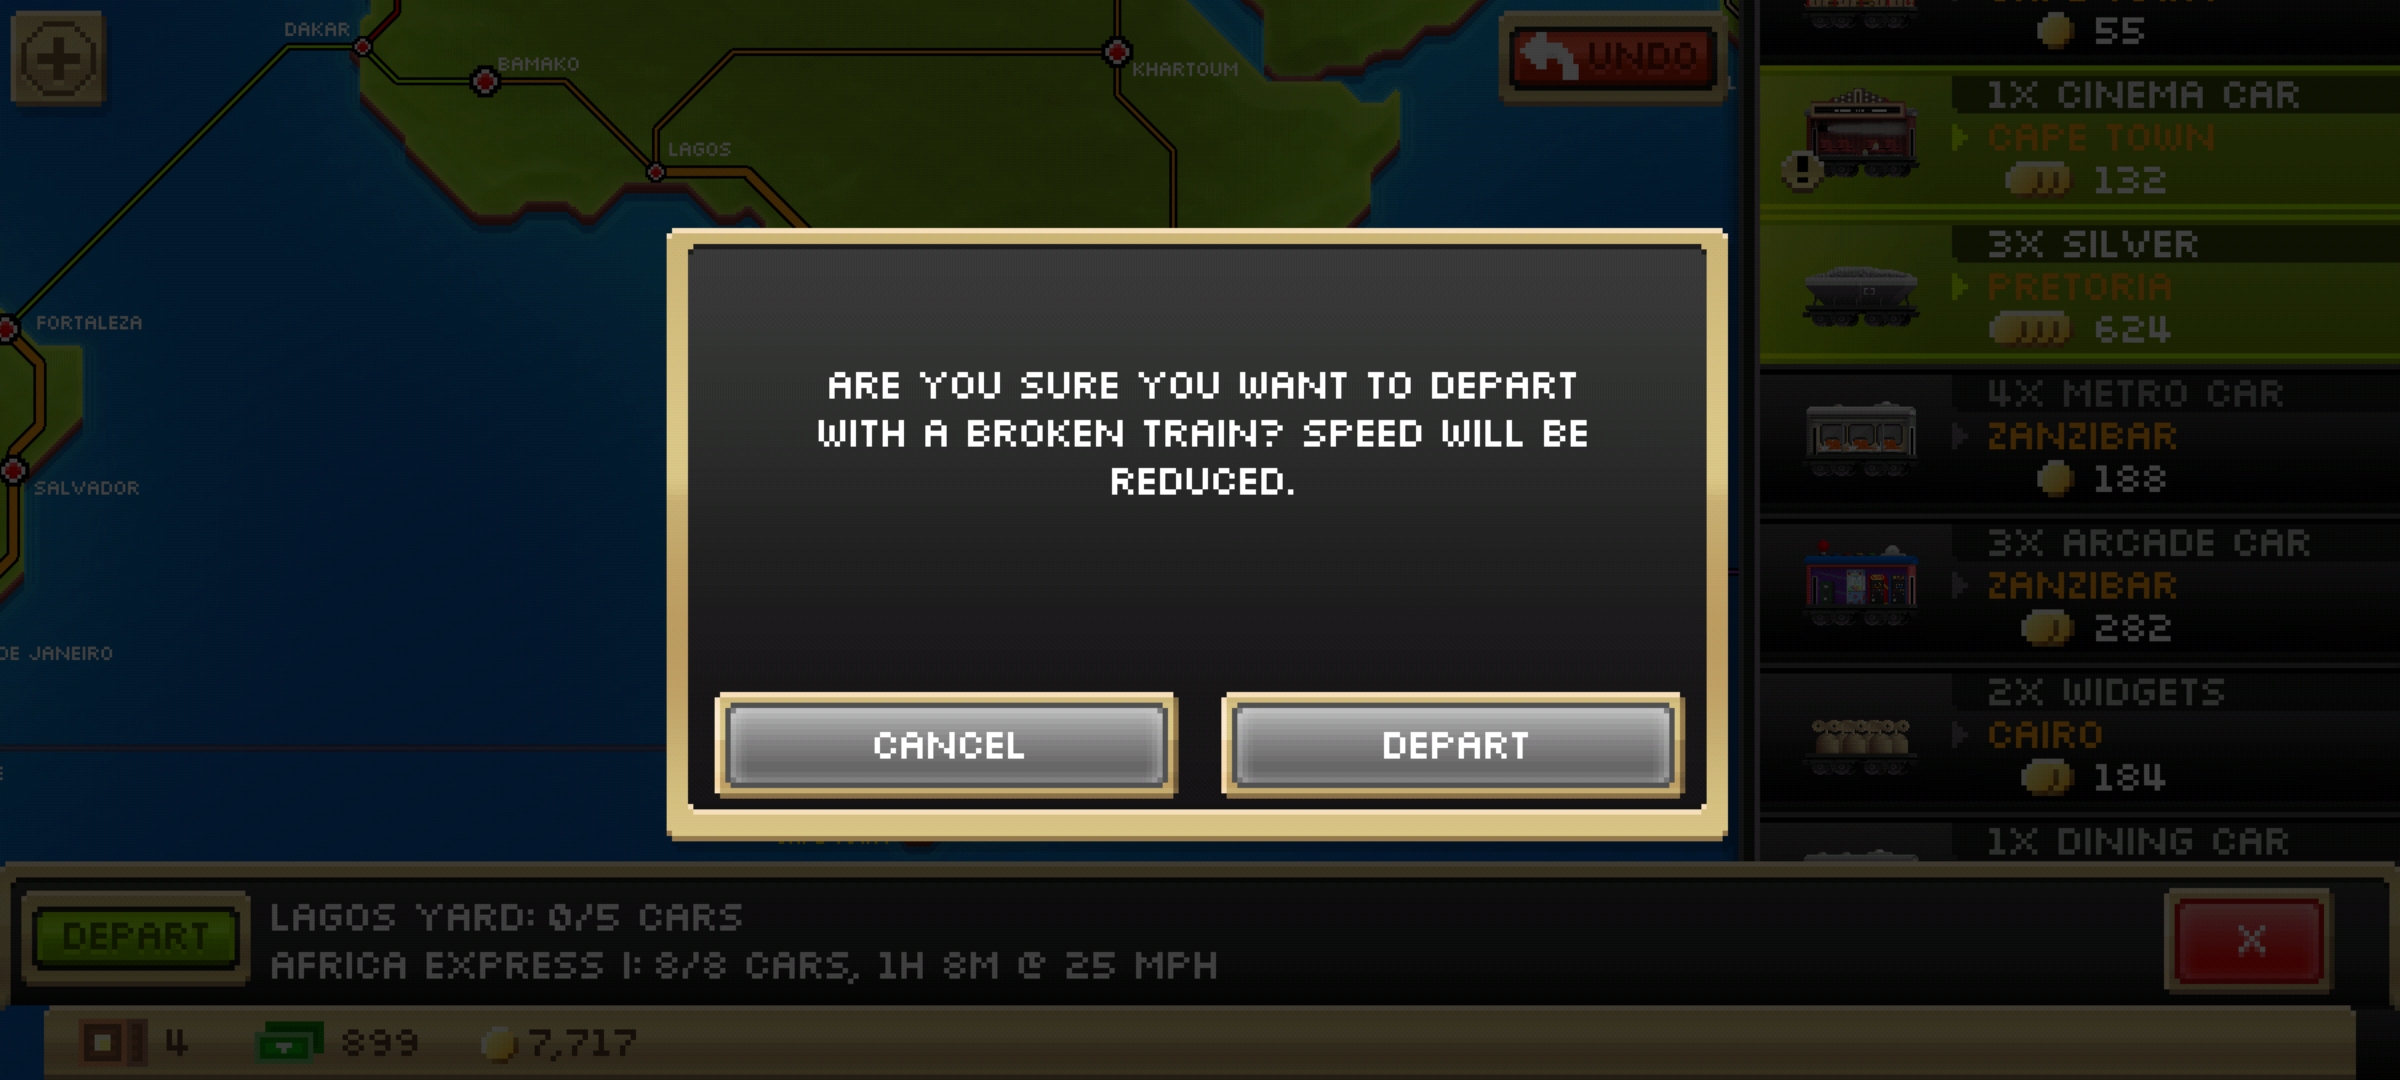 DAKAR
BAMAKO
KHARTOUM
LAGOS
FORTALEZA
SALVADOR
DE JANEIRO
UNDO
55
1X CINEMA CAR
CAPE TOWN
132
3X SILVER
PRETORIA
624
4X METRO CAR
ZANZIBAR
188
3X ARCADE CAR
ZANZIBAR
282
2X WIDGETS
CAIRO
184
1X DINING CAR
ARE YOU SURE YOU WANT TO DEPART
WITH A BROKEN TRAIN? SPEED WILL BE
REDUCED.
CANCEL
DEPART
DEPART
LAGOS YARD: 0/5 CARS
AFRICA EXPRESS I: 8/8 CARS, 1H 8M @ 25 MPH
X
4
899
7,717